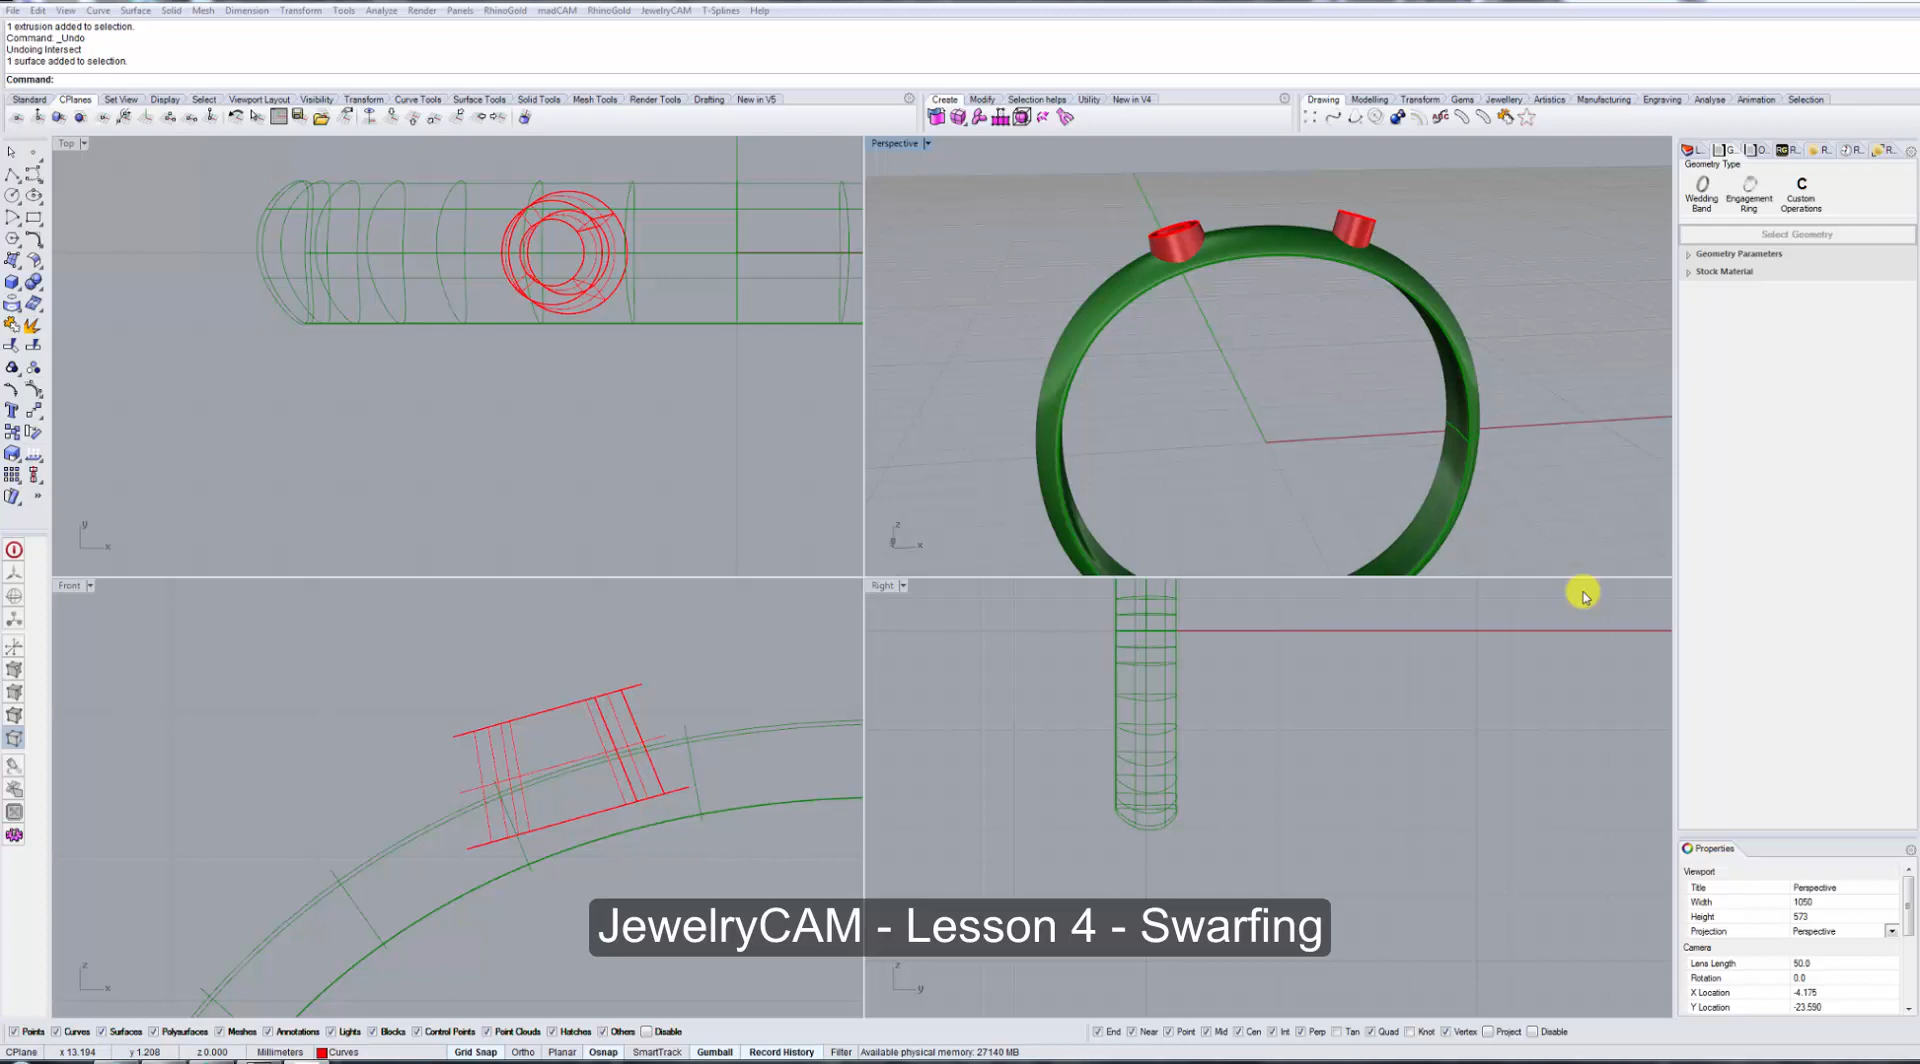 File Edit View Curve Surface Solid Mesh Dimension Transform Tools Analyze Render Panels RhinoGold madCAM RhinoGold JewelryCAM T-Splines Help
1 extrusion added to selection.
Command: _Undo
Undoing Intersect
1 surface added to selection.
Command:
Standard CPlanes Set View Display Select Viewport Layout Visibility Transform Curve Tools Surface Tools Solid Tools Mesh Tools Render Tools Drafting New in V5
Create Modify Selection helps Utility New in V4
Drawing Modelling Transform Gems Jewellery Artistics Manufacturing Engraving Analyse Animation Selection
Top
Perspective
L... G... O... R... R... R... R...
Geometry Type
Wedding Band
Engagement Ring
C
Custom Operations
Select Geometry
Geometry Parameters
Stock Material
y
x
z
x
Front
Right
JewelryCAM - Lesson 4 - Swarfing
z
x
z
y
Properties
Viewport
Title Perspective
Width 1050
Height 573
Projection Perspective
Camera
Lens Length 50.0
Rotation 0.0
X Location -4.175
Y Location -23.590
Points Curves Surfaces Polysurfaces Meshes Annotations Lights Blocks Control Points Point Clouds Hatches Others Disable
End Near Point Mid Cen Int Perp Tan Quad Knot Vertex Project Disable
CPlane x 13.194 y 1.208 z 0.000 Millimeters Curves Grid Snap Ortho Planar Osnap SmartTrack Gumball Record History Filter Available physical memory: 27140 MB